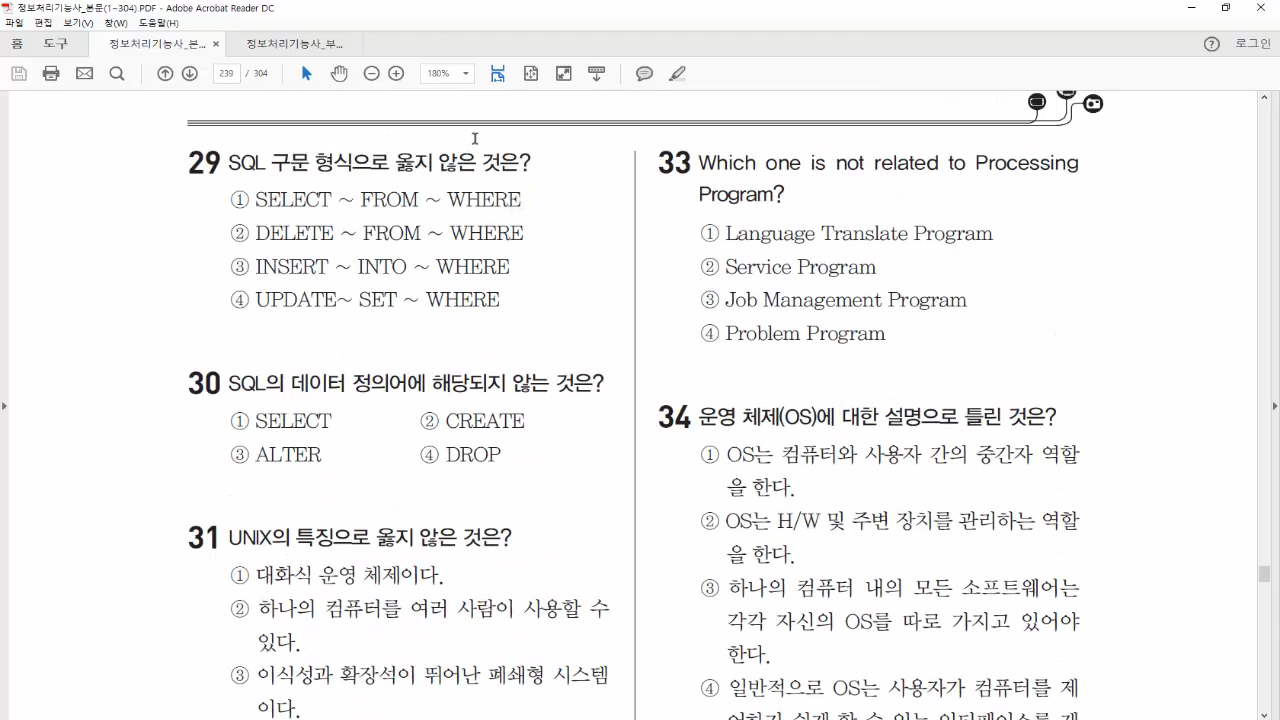 정보처리기능사_본문(1~304).PDF - Adobe Acrobat Reader DC
파일 편집 보기(V) 창(W) 도움말(H)
홈 도구 정보처리기능사_본... × 정보처리기능사_부... 로그인
239 / 304 180%
29 SQL 구문 형식으로 옳지 않은 것은?
① SELECT ~ FROM ~ WHERE
② DELETE ~ FROM ~ WHERE
③ INSERT ~ INTO ~ WHERE
④ UPDATE~ SET ~ WHERE
30 SQL의 데이터 정의어에 해당되지 않는 것은?
① SELECT ② CREATE
③ ALTER ④ DROP
31 UNIX의 특징으로 옳지 않은 것은?
① 대화식 운영 체제이다.
② 하나의 컴퓨터를 여러 사람이 사용할 수
있다.
③ 이식성과 확장석이 뛰어난 폐쇄형 시스템
이다.
33 Which one is not related to Processing
Program?
① Language Translate Program
② Service Program
③ Job Management Program
④ Problem Program
34 운영 체제(OS)에 대한 설명으로 틀린 것은?
① OS는 컴퓨터와 사용자 간의 중간자 역할
을 한다.
② OS는 H/W 및 주변 장치를 관리하는 역할
을 한다.
③ 하나의 컴퓨터 내의 모든 소프트웨어는
각각 자신의 OS를 따로 가지고 있어야
한다.
④ 일반적으로 OS는 사용자가 컴퓨터를 제